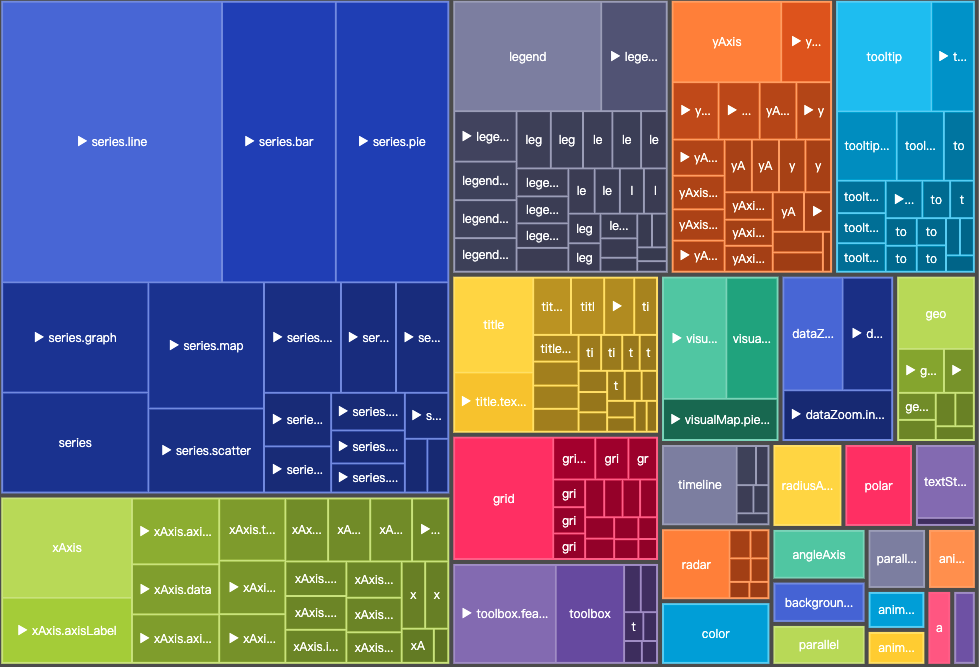 ▶ series.line
▶ series.bar
▶ series.pie
▶ series.graph
▶ series.map
▶ series....
▶ ser...
▶ se...
series
▶ series.scatter
▶ serie...
▶ series....
▶ s...
▶ series....
▶ serie...
▶ series....
xAxis
▶ xAxis.axi...
xAxis.t...
xAx...
xA...
xA...
▶...
xAxis.data
▶ xAxi...
xAxis....
xAxis...
x
x
▶ xAxis.axisLabel
xAxis....
xAxis...
▶ xAxis.axi...
▶ xAxi...
xAxis.i...
xAxis...
xA
legend
▶ lege...
▶ lege...
leg
leg
le
le
le
legend...
lege...
le
le
l
l
legend...
lege...
leg
le...
lege...
legend...
leg
yAxis
▶ y...
▶ y...
▶ ...
yA...
▶ y
▶ yA...
yA
yA
y
y
yAxis...
yAxi...
yA
▶
yAxis...
yAxi...
▶ yA...
yAxi...
tooltip
▶ t...
tooltip...
tool...
to
toolt...
▶...
to
t
toolt...
to
to
toolt...
to
to
title
tit...
titl
▶
ti
title...
ti
ti
t
t
▶ title.tex...
t
▶ visu...
visua...
▶ visualMap.pie...
dataZ...
▶ d...
▶ dataZoom.in...
geo
▶ g...
▶
ge...
grid
gri...
gri
gr
gri
gri
gri
timeline
radiusA...
polar
textSt...
▶ toolbox.fea...
toolbox
t
radar
angleAxis
parall...
ani...
color
backgroun...
anim...
a
parallel
anim...